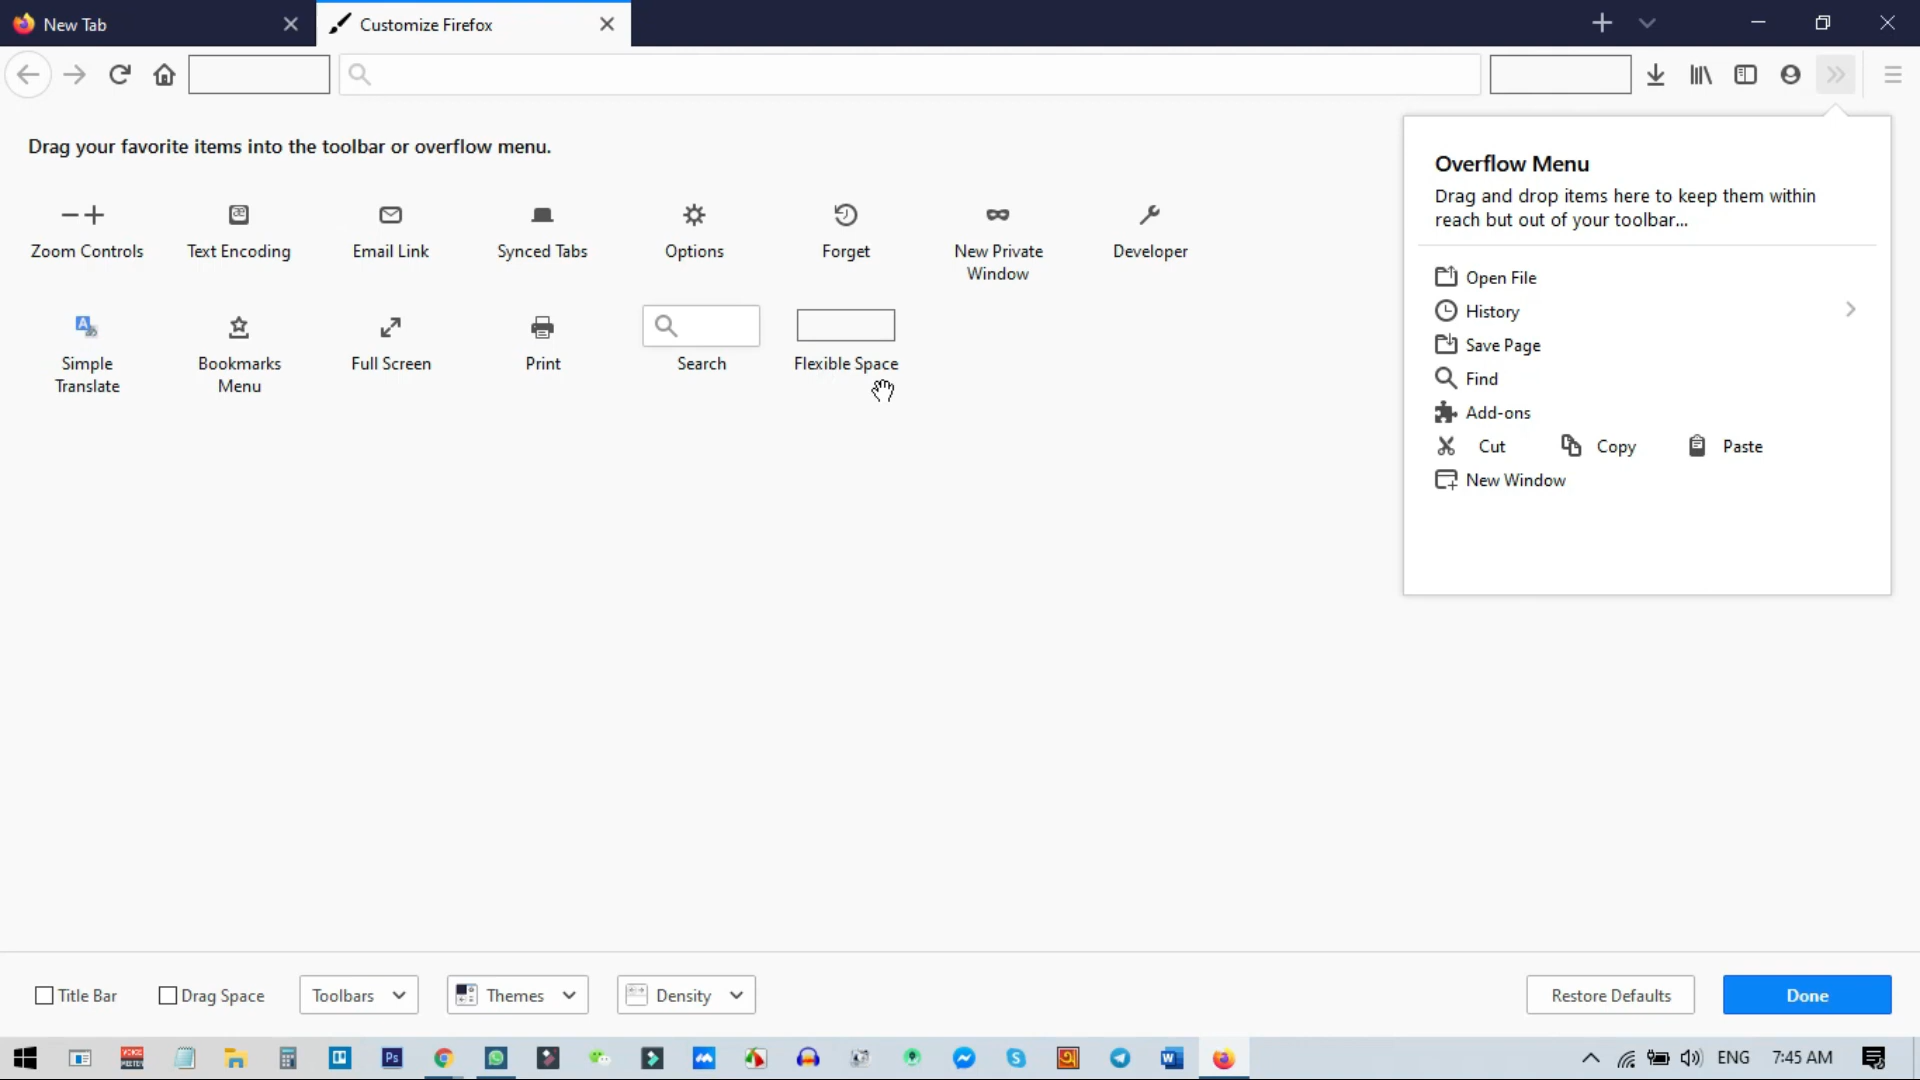 New Tab
Customize Firefox
Drag your favorite items into the toolbar or overflow menu.
Zoom Controls
Text Encoding
Email Link
Synced Tabs
Options
Forget
New Private
Window
Developer
Simple
Translate
Bookmarks
Menu
Full Screen
Print
Search
Flexible Space
Overflow Menu
Drag and drop items here to keep them within
reach but out of your toolbar...
Open File
History
Save Page
Find
Add-ons
Cut Copy Paste
New Window
Title Bar
Drag Space
Toolbars
Themes
Density
Restore Defaults
Done
Ps
ENG
7:45 AM